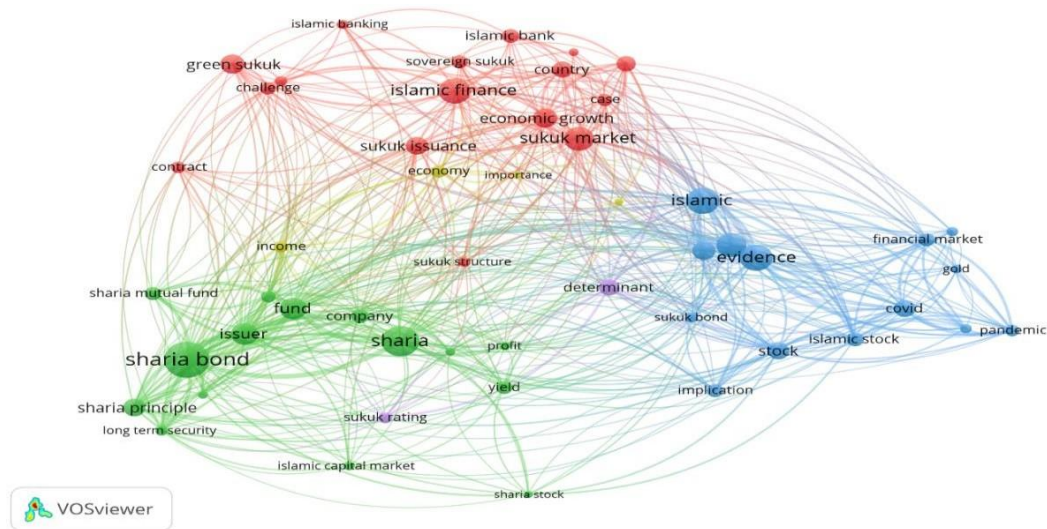 islamic banking
islamic bank
green sukuk
sovereign sukuk
country
challenge
islamic finance
case
economic growth
sukuk market
sukuk issuance
contract
economy
importance
islamic
income
financial market
evidence
sukuk structure
gold
sharia mutual fund
determinant
fund
company
sukuk bond
covid
issuer
pandemic
sharia
islamic stock
profit
stock
sharia bond
yield
implication
sharia principle
sukuk rating
long term security
islamic capital market
sharia stock
VOSviewer